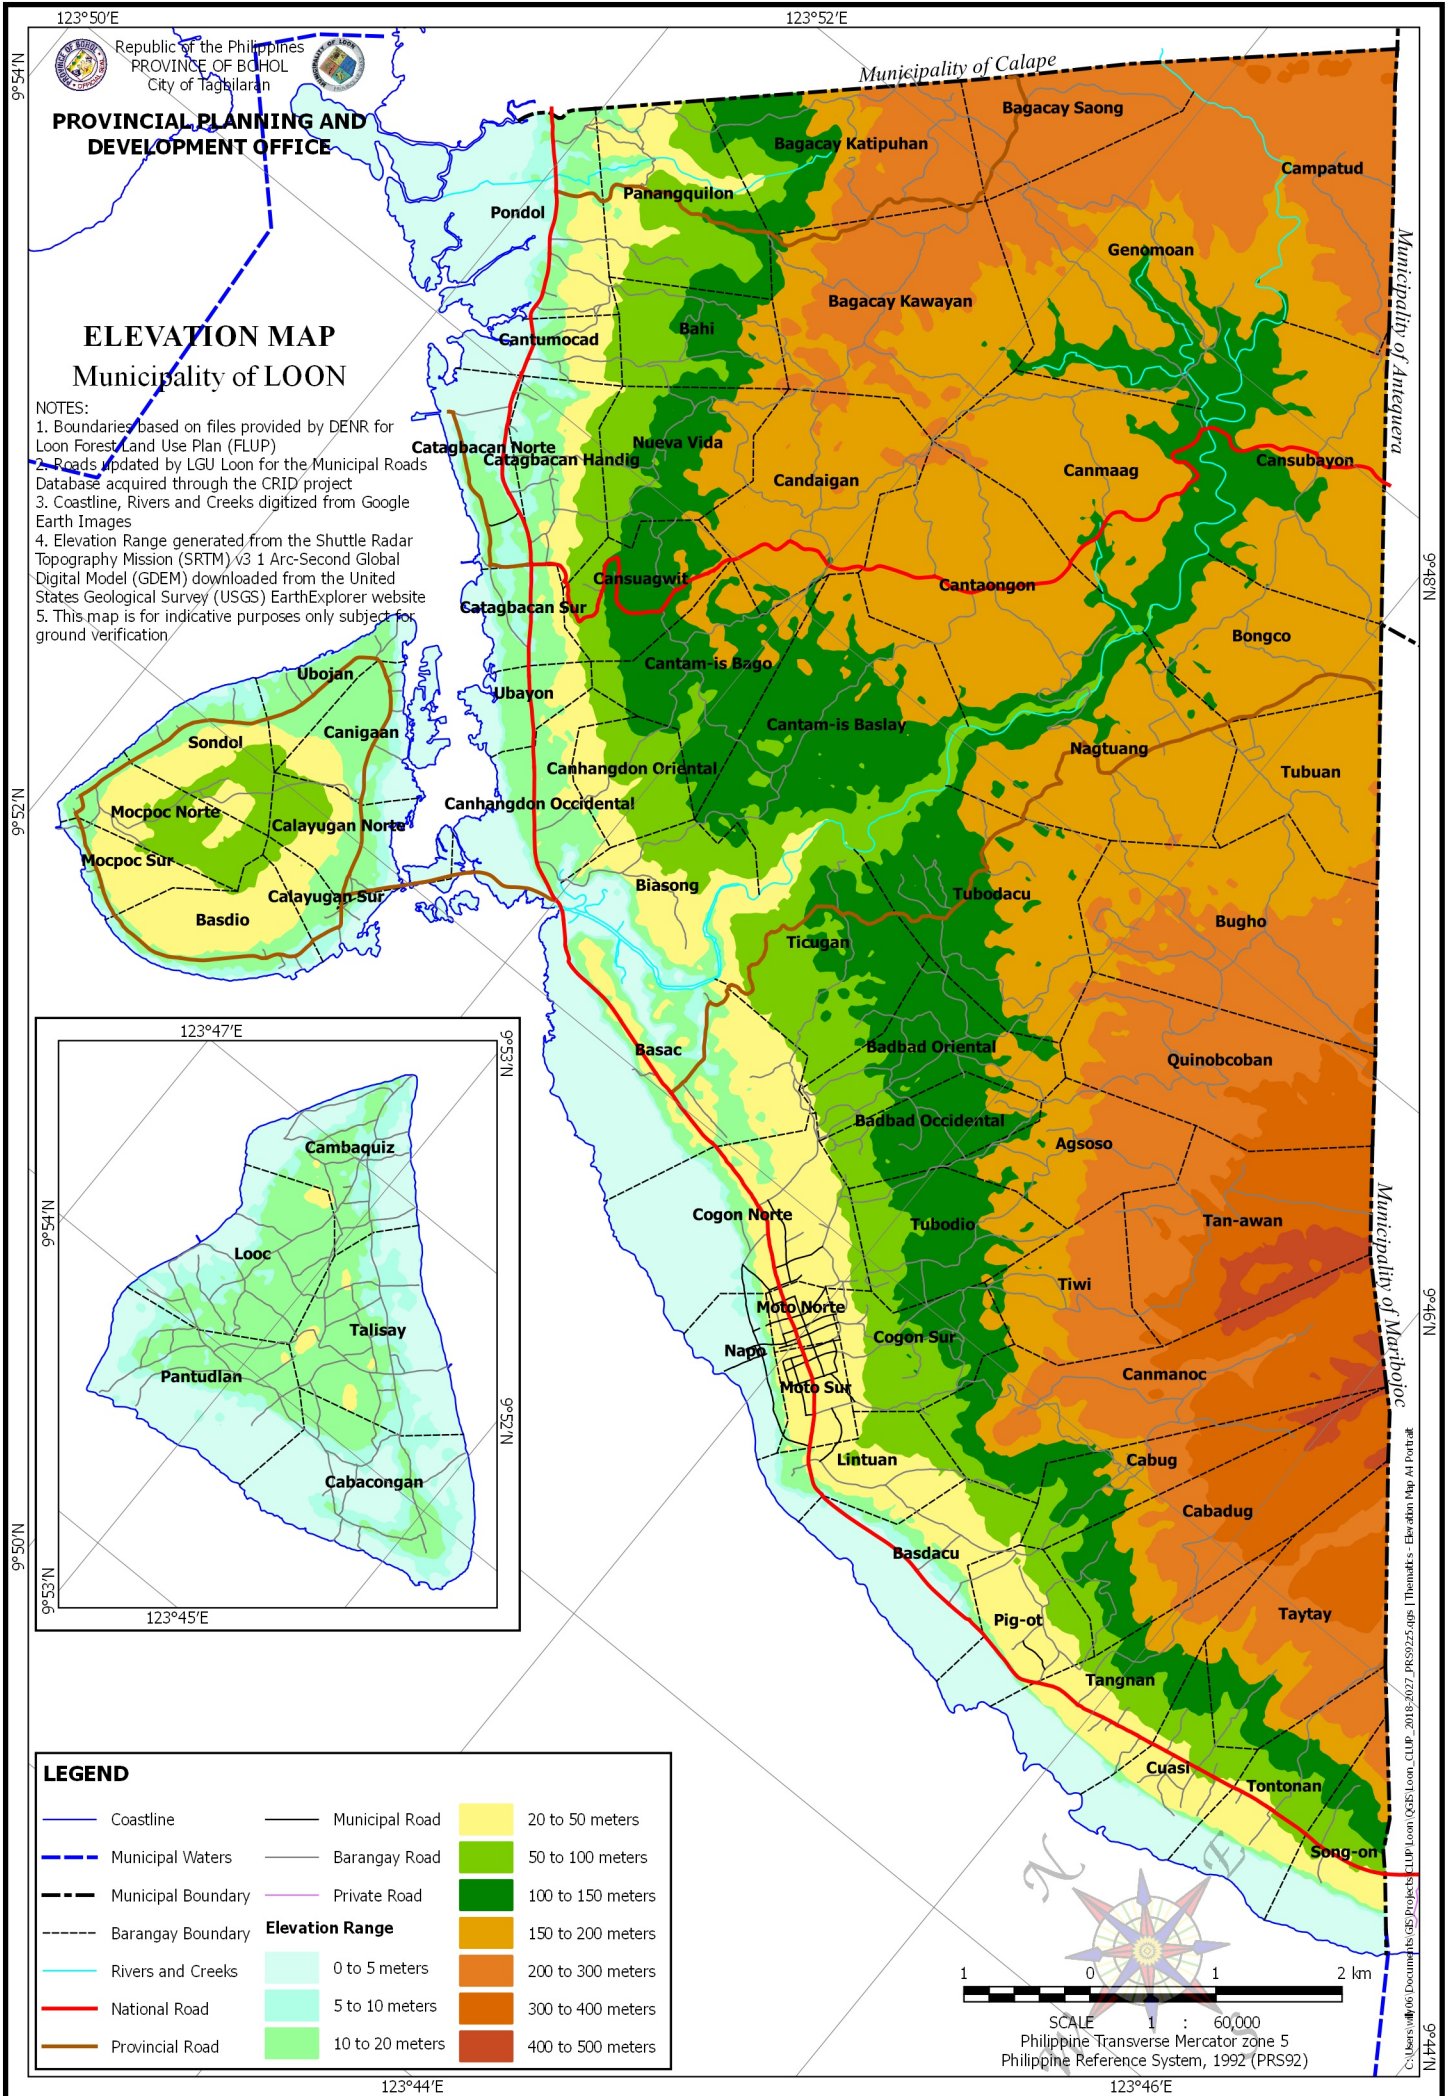 123°50'E
123°52'E
9°54'N
Republic of the Philippines
PROVINCE OF BOHOL
City of Tagbilaran
PROVINCIAL PLANNING AND
DEVELOPMENT OFFICE
ELEVATION MAP
Municipality of LOON
NOTES:
1. Boundaries based on files provided by DENR for
Loon Forest Land Use Plan (FLUP)
2. Roads updated by LGU Loon for the Municipal Roads
Database acquired through the CRID project
3. Coastline, Rivers and Creeks digitized from Google
Earth Images
4. Elevation Range generated from the Shuttle Radar
Topography Mission (SRTM) v3 1 Arc-Second Global
Digital Model (GDEM) downloaded from the United
States Geological Survey (USGS) EarthExplorer website
5. This map is for indicative purposes only subject for
ground verification
Municipality of Calape
Bagacay Saong
Bagacay Katipuhan
Campatud
Panangquilon
Pondol
Genomoan
Municipality of Antequera
Bagacay Kawayan
Bahi
Cantumocad
Catagbacan Norte
Catagbacan Handig
Nueva Vida
Candaigan
Canmaag
Cansubayon
Cansuagwit
Cantaongon
Catagbacan Sur
9°48'N
Bongco
Cantam-is Bago
Ubojan
Ubayon
Canigaan
Sondol
Cantam-is Baslay
Nagtuang
Canhangdon Oriental
Tubuan
Canhangdon Occidental
9°52'N
Mocpoc Norte
Calayugan Norte
Mocpoc Sur
Biasong
Calayugan Sur
Tubodacu
Basdio
Bugho
Ticugan
Basac
Badbad Oriental
Quinobcoban
Badbad Occidental
Agsoso
Cogon Norte
Tubodio
Tan-awan
Tiwi
Municipality of Maribojoc
9°46'N
Moto Norte
Napo
Cogon Sur
Canmanoc
Moto Sur
Lintuan
Cabug
Cabadug
Basdacu
Pig-ot
Taytay
Tangnan
Cuasi
Tontonan
Song-on
123°47'E
9°53'N
Cambaquiz
9°54'N
Looc
Talisay
Pantudlan
9°52'N
Cabacongan
9°50'N
9°53'N
123°45'E
LEGEND
Coastline
Municipal Waters
Municipal Boundary
Barangay Boundary
Rivers and Creeks
National Road
Provincial Road
Municipal Road
Barangay Road
Private Road
Elevation Range
0 to 5 meters
5 to 10 meters
10 to 20 meters
20 to 50 meters
50 to 100 meters
100 to 150 meters
150 to 200 meters
200 to 300 meters
300 to 400 meters
400 to 500 meters
N
E
W
S
1 0 1 2 km
SCALE 1 : 60,000
Philippine Transverse Mercator zone 5
Philippine Reference System, 1992 (PRS92)
9°44'N
123°44'E
123°46'E